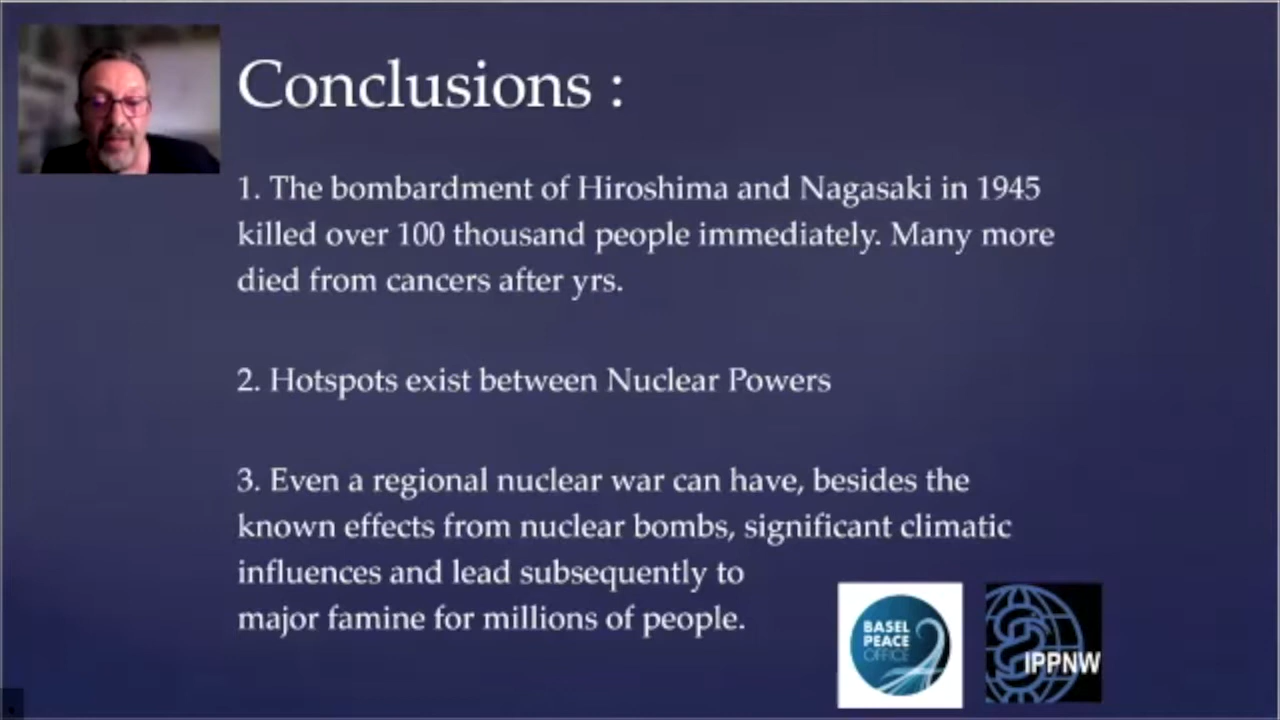 Conclusions :
1. The bombardment of Hiroshima and Nagasaki in 1945
killed over 100 thousand people immediately. Many more
died from cancers after yrs.
2. Hotspots exist between Nuclear Powers
3. Even a regional nuclear war can have, besides the
known effects from nuclear bombs, significant climatic
influences and lead subsequently to
major famine for millions of people.
BASEL
PEACE
OFFICE
IPPNW